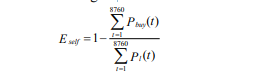 8760
∑ P_buy(t)
t=1
E_self = 1-
8760
∑ P_l(t)
t=1